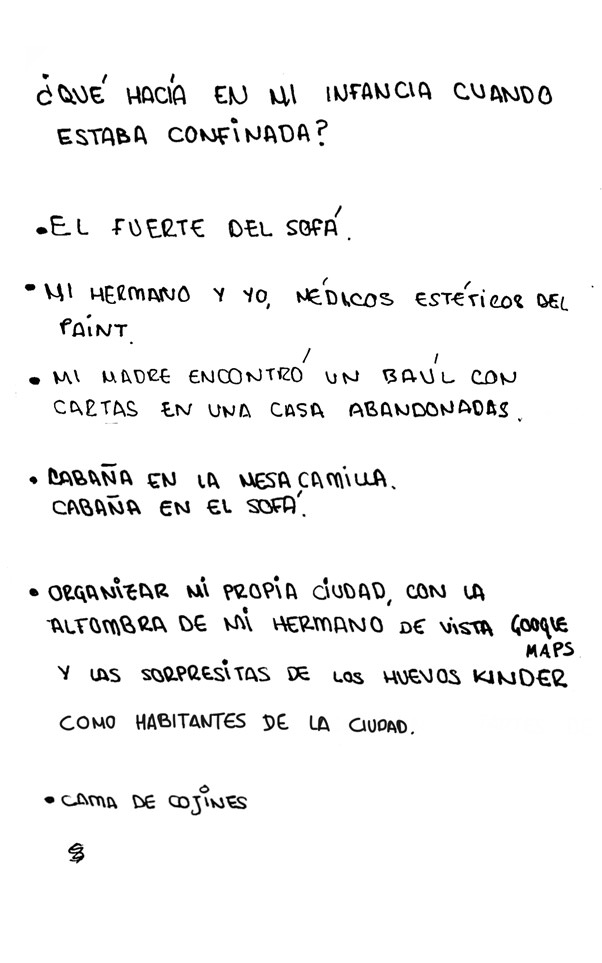 ¿QUÉ HACÍA EN MI INFANCIA CUANDO
ESTABA CONFINADA?
• EL FUERTE DEL SOFÁ.
• MI HERMANO Y YO, MÉDICOS ESTÉTICOS DEL
PAINT.
• MI MADRE ENCONTRÓ UN BAÚL CON
CARTAS EN UNA CASA ABANDONADAS.
• CABAÑA EN LA MESA CAMILLA.
CABAÑA EN EL SOFÁ.
• ORGANIZAR MI PROPIA CIUDAD, CON LA
ALFOMBRA DE MI HERMANO DE VISTA GOOGLE
MAPS
Y LAS SORPRESITAS DE LOS HUEVOS KINDER
COMO HABITANTES DE LA CIUDAD.
• CAMA DE COJINES